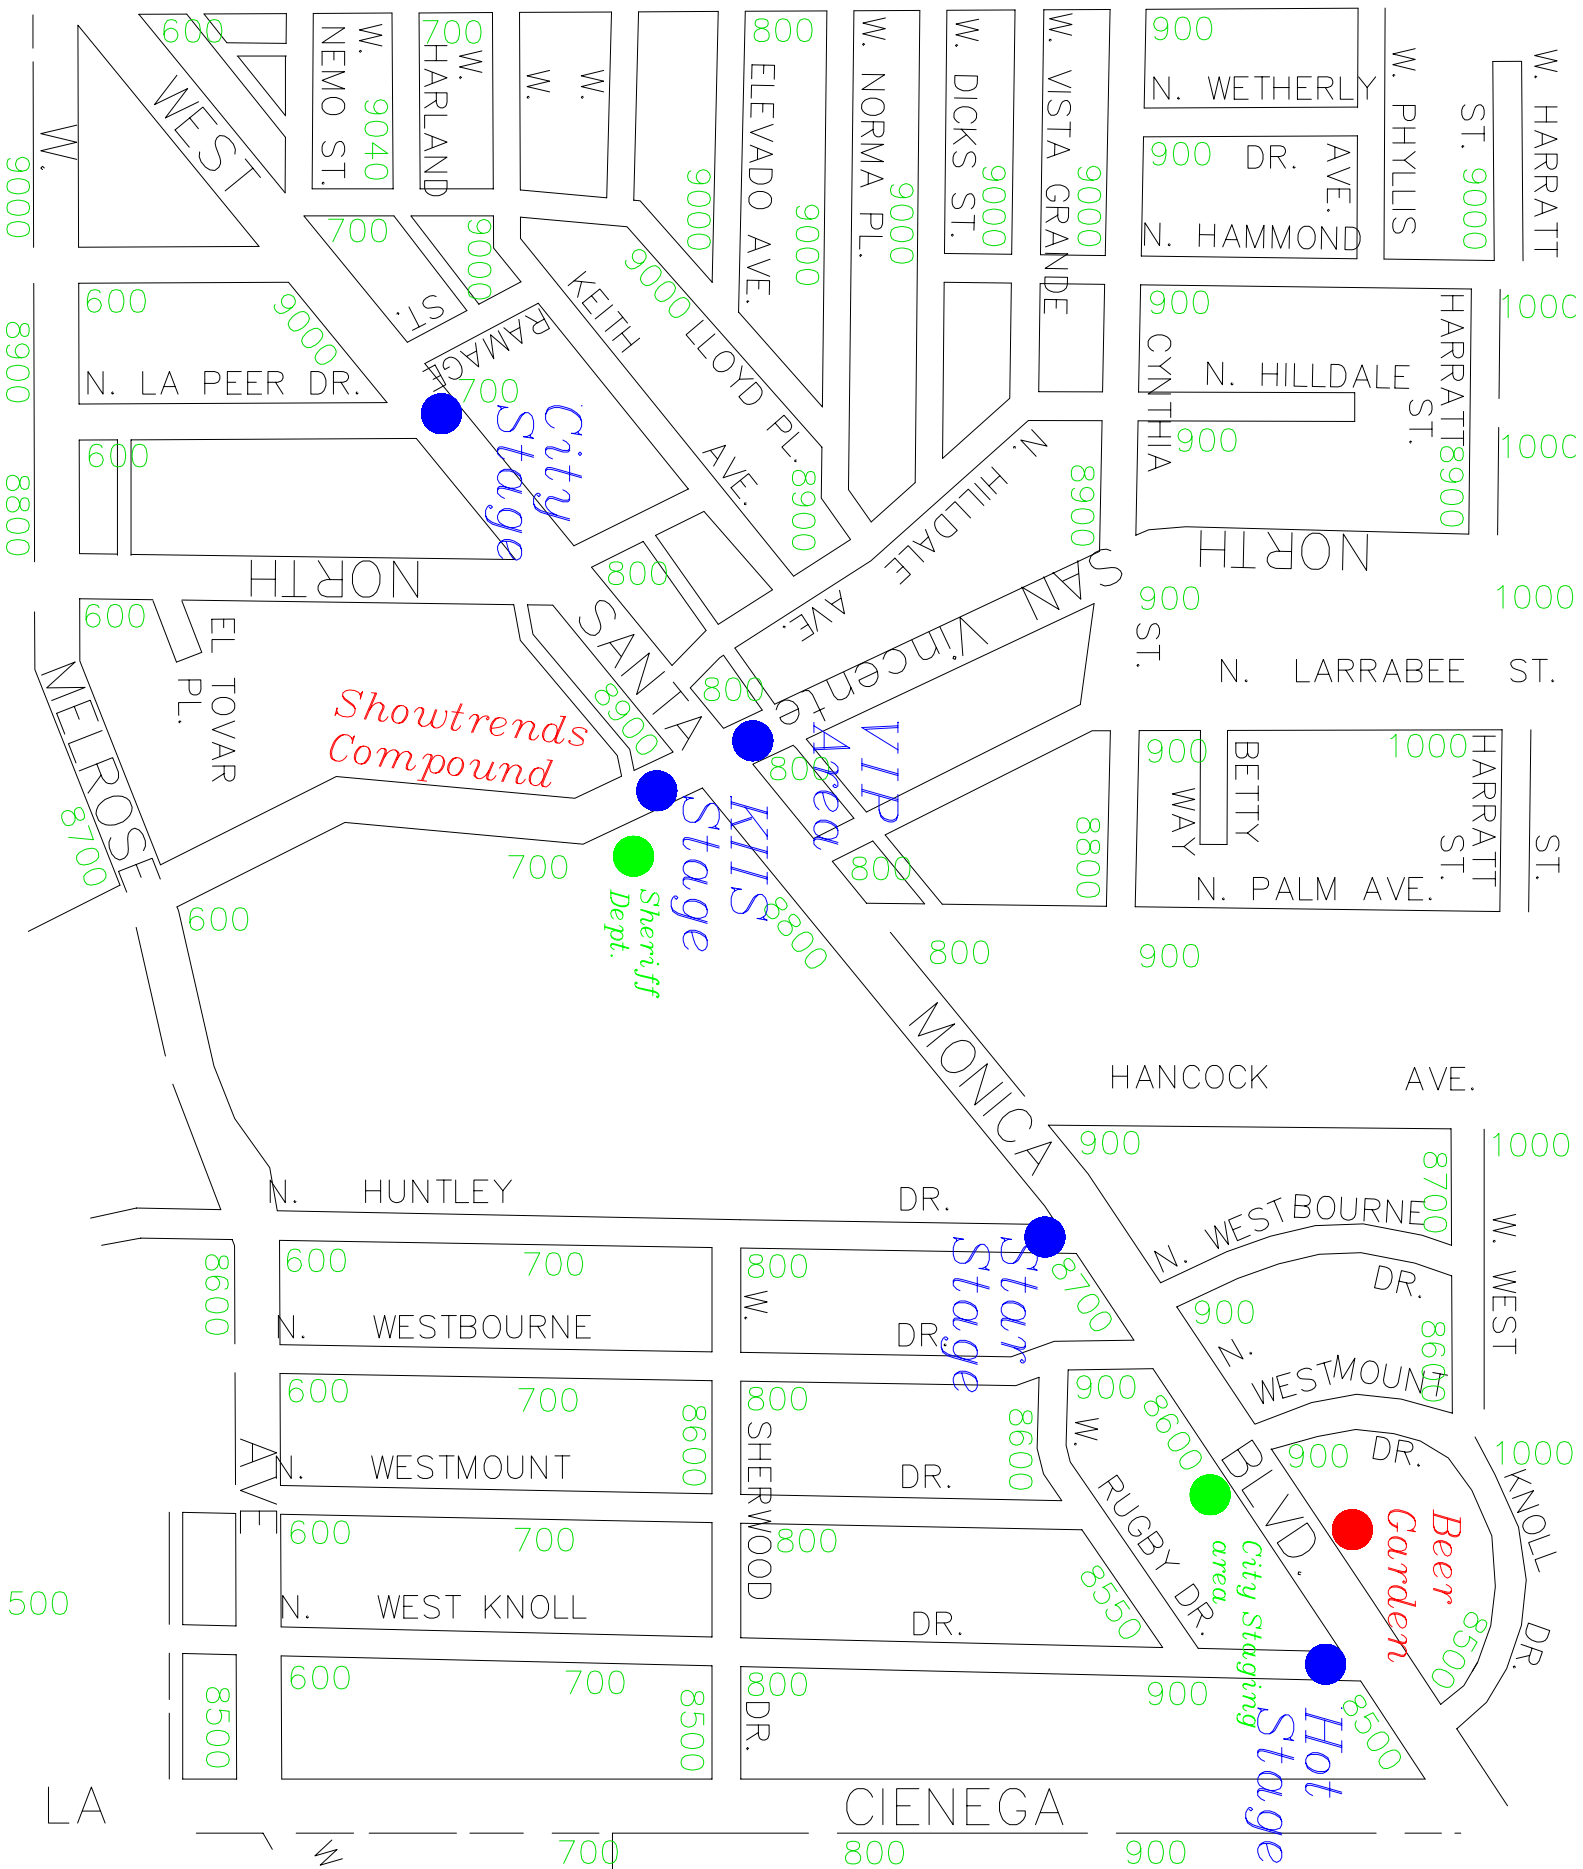 600
700
800
900
W.
WEST
W.
NEMO ST.
9040
W.
HARLAND
W.
W.
9000
ELEVADO AVE.
9000
W. NORMA PL.
9000
W. DICKS ST.
9000
W. VISTA GRANDE
9000
N. WETHERLY
900
DR.
AVE.
N. HAMMOND
W. PHYLLIS
ST. 9000
W. HARRATT
9000
700
9000
ST.
RAMAGE
KEITH
AVE.
9000 LLOYD PL. 8900
600
9000
8900
N. LA PEER DR.
700
City
Stage
900
CYNTHIA
N. HILLDALE
ST.
HARRATT
8900
1000
900
1000
600
8800
N. HILLDALE
AVE.
8900
NORTH
NORTH
800
SAN Vincente
SANTA
600
EL TOVAR
PL.
900
ST.
1000
N. LARRABEE ST.
MELROSE
8700
Showtrends
Compound
8900
800
800
VIP
Area
900
BETTY
WAY
1000
HARRATT
ST.
ST.
8800
N. PALM AVE.
KIIS
Stage
700
Sheriff
Dept.
800
8800
600
800
900
MONICA
HANCOCK AVE.
900
8700
1000
N. HUNTLEY DR.
N. WESTBOURNE
DR.
W. WEST
8600
600
700
800
W.
Star
Stage
8700
900
N. WESTBOURNE DR.
N.
WESTMOUNT
8600
DR.
600
700
8600
800
8600
900
W.
RUGBY DR.
8600
BLVD.
900
1000
KNOLL
DR.
AVE
N. WESTMOUNT DR.
SHERWOOD
Beer
Garden
City Staging
area
600
700
800
8550
500
N. WEST KNOLL DR.
8500
600
700
800
900
8500
8500
DR.
8500
Hot
Stage
LA CIENEGA
W
700
800
900